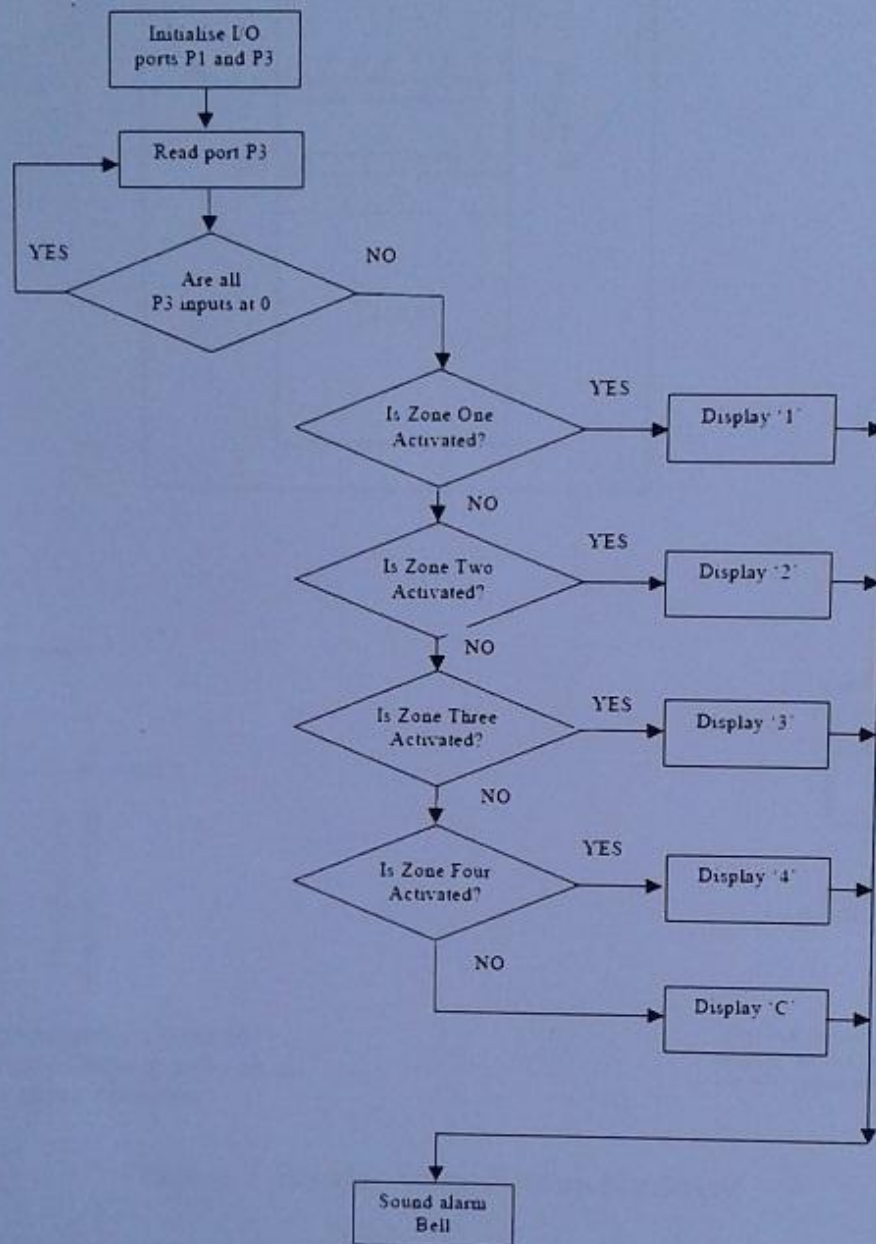 Initialise I/O
ports P1 and P3
Read port P3
YES
NO
Are all
P3 inputs at 0
YES
Is Zone One
Activated?
Display '1'
NO
YES
Is Zone Two
Activated?
Display '2'
NO
YES
Is Zone Three
Activated?
Display '3'
NO
YES
Is Zone Four
Activated?
Display '4'
NO
Display 'C'
Sound alarm
Bell